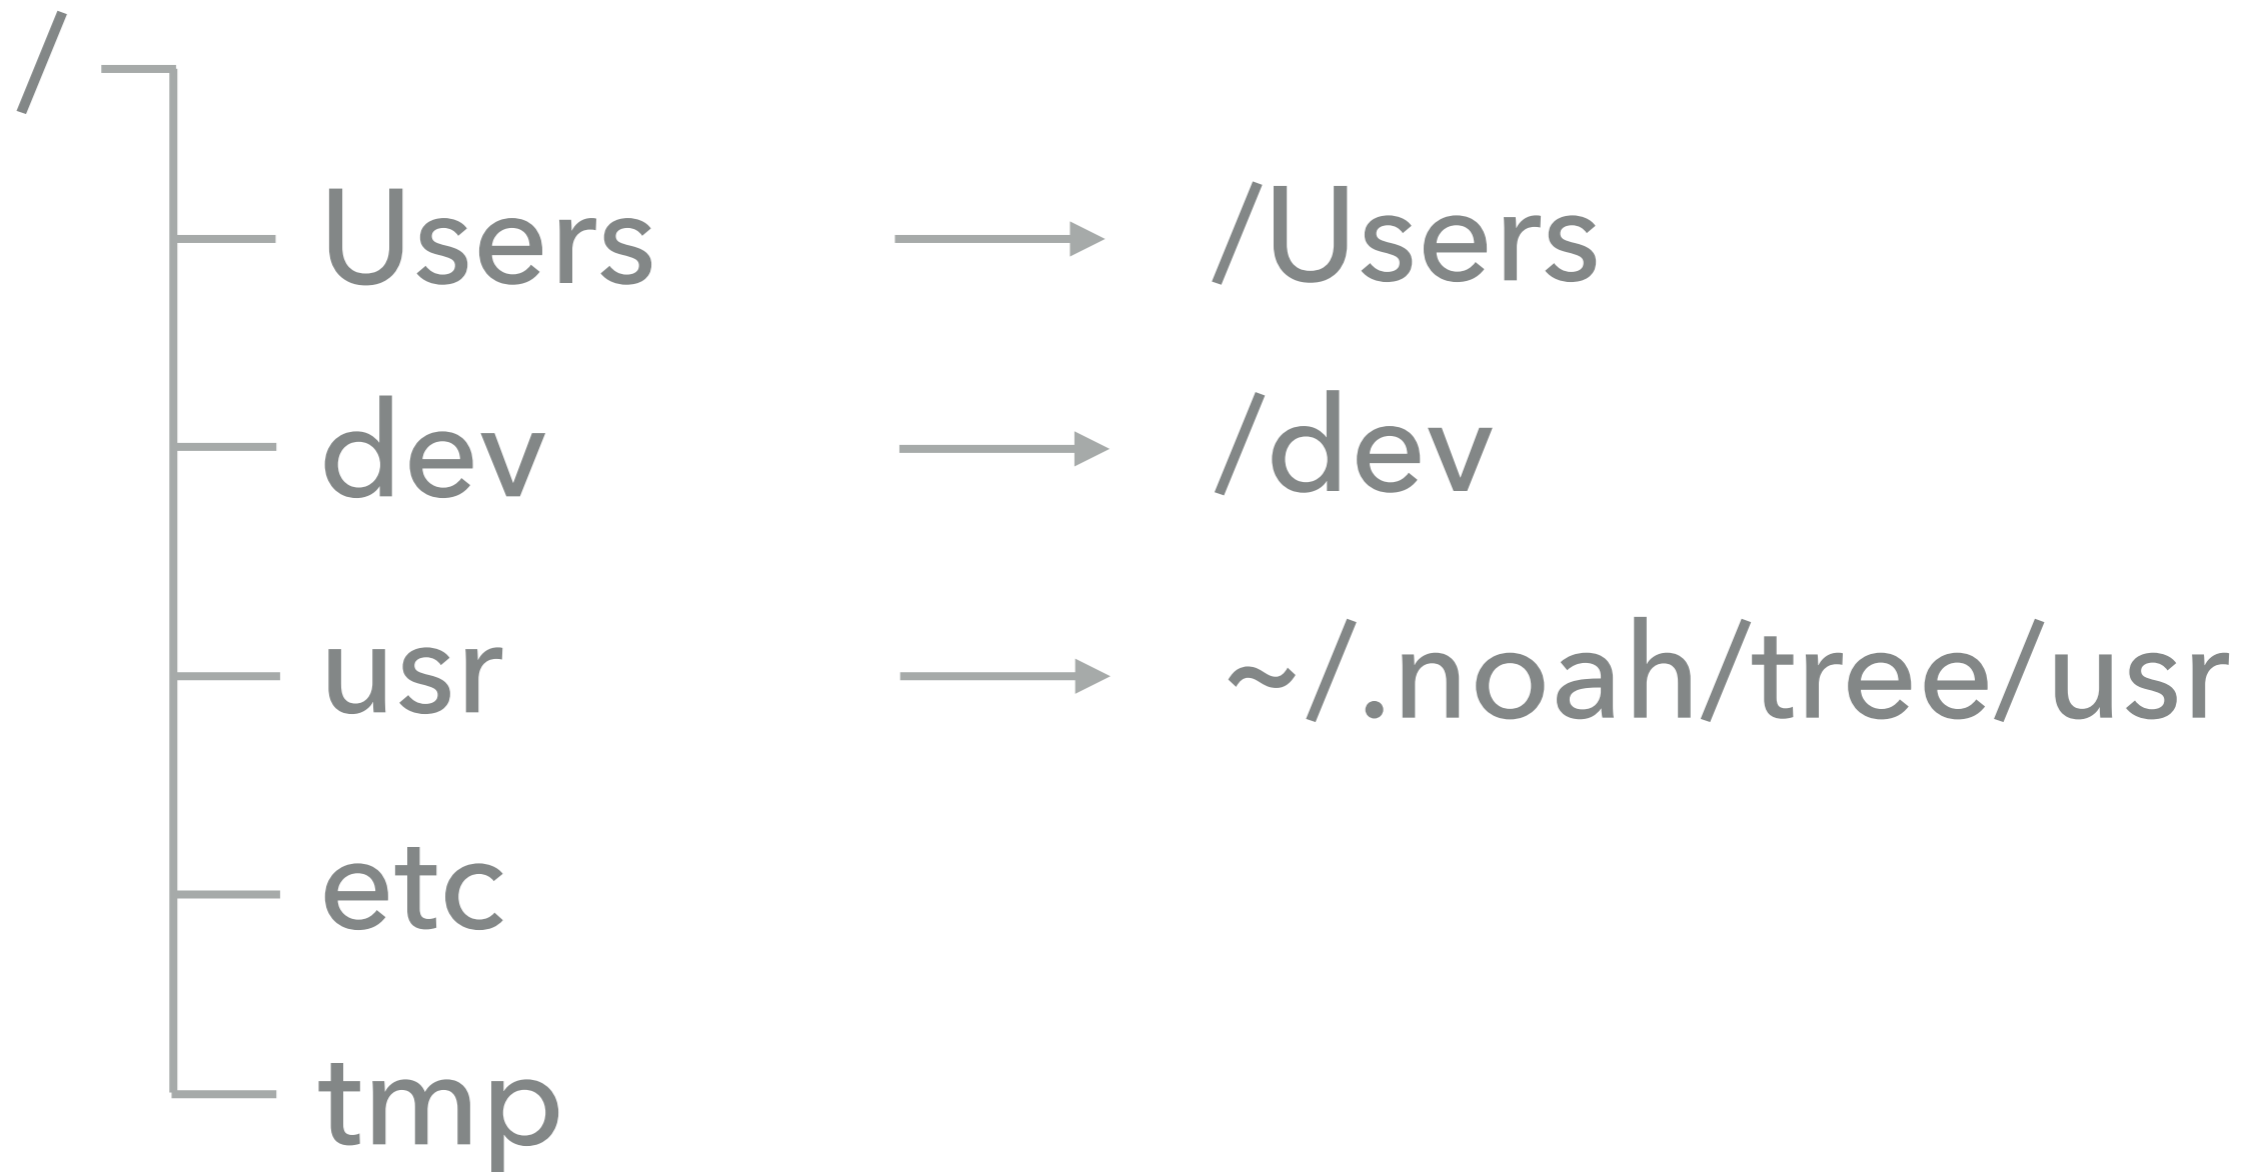 /
Users /Users
dev /dev
usr ~/.noah/tree/usr
etc
tmp